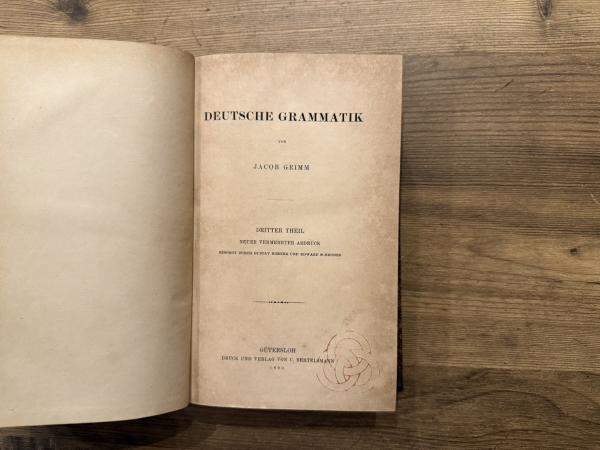 DEUTSCHE GRAMMATIK
VON
JACOB GRIMM
DRITTER THEIL
NEUER VERMEHRTER ABDRUCK
BESORGT DURCH GUSTAV ROETHE UND EDWARD SCHROEDER
GÜTERSLOH
DRUCK UND VERLAG VON C. BERTELSMANN